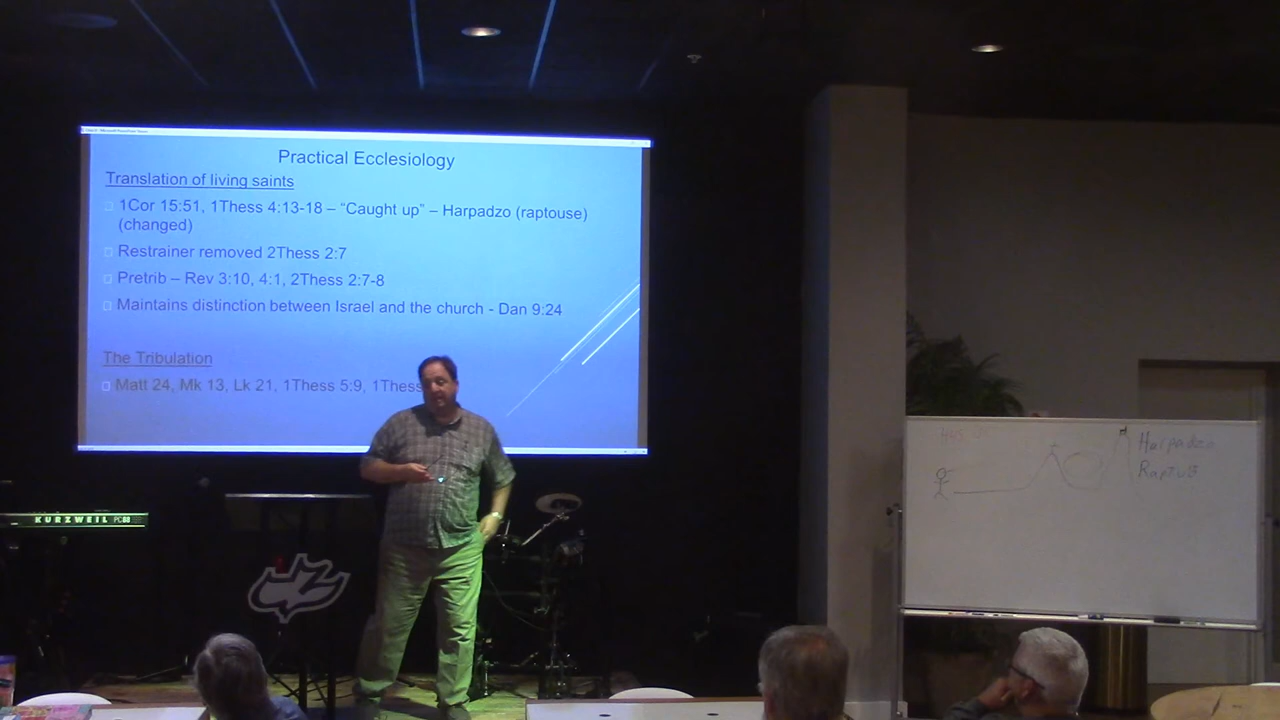 Practical Ecclesiology
Translation of living saints
1Cor 15:51, 1Thess 4:13-18 – “Caught up” – Harpadzo (raptouse)
(changed)
Restrainer removed 2Thess 2:7
Pretrib – Rev 3:10, 4:1, 2Thess 2:7-8
Maintains distinction between Israel and the church - Dan 9:24
The Tribulation
Matt 24, Mk 13, Lk 21, 1Thess 5:9, 1Thess
KURZWEIL PC88
Harpadzo